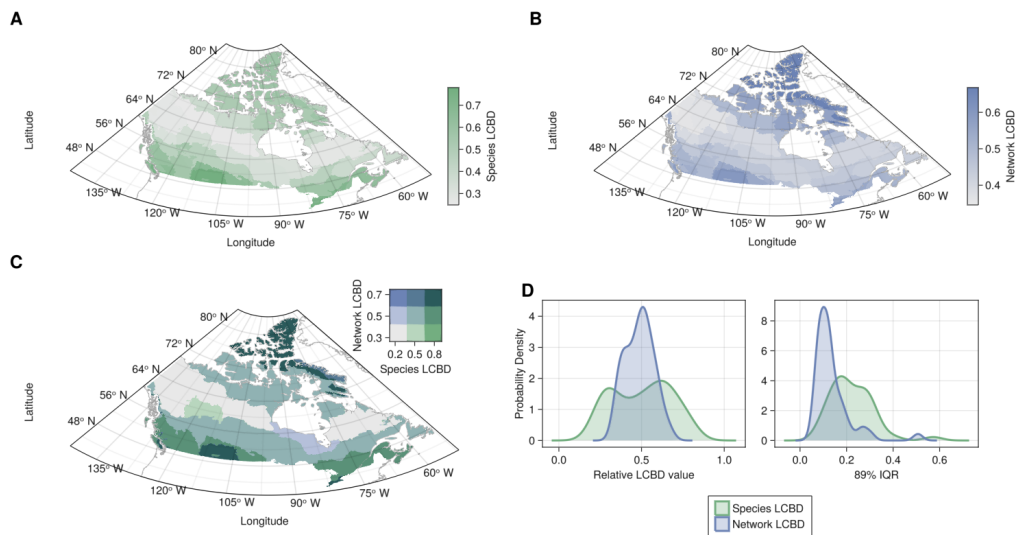 A
80° N
72° N
64° N
56° N
48° N
Latitude
135° W
120° W
105° W
90° W
75° W
60° W
Longitude
0.7
0.6
0.5
0.4
0.3
Species LCBD
B
80° N
72° N
64° N
56° N
48° N
Latitude
135° W
120° W
105° W
90° W
75° W
60° W
Longitude
0.6
0.5
0.4
Network LCBD
C
80° N
72° N
64° N
56° N
48° N
Latitude
135° W
120° W
105° W
90° W
75° W
60° W
Longitude
Network LCBD
0.7
0.5
0.3
0.2 0.5 0.8
Species LCBD
D
Probability Density
4
3
2
1
0
0.0 0.5 1.0
Relative LCBD value
8
6
4
2
0
0.0 0.2 0.4 0.6
89% IQR
Species LCBD
Network LCBD